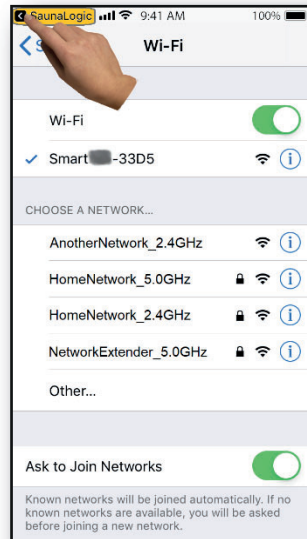 SaunaLogic 9:41 AM 100%
Wi-Fi
Wi-Fi
Smart -33D5
CHOOSE A NETWORK...
AnotherNetwork_2.4GHz
HomeNetwork_5.0GHz
HomeNetwork_2.4GHz
NetworkExtender_5.0GHz
Other...
Ask to Join Networks
Known networks will be joined automatically. If no
known networks are available, you will be asked
before joining a new network.